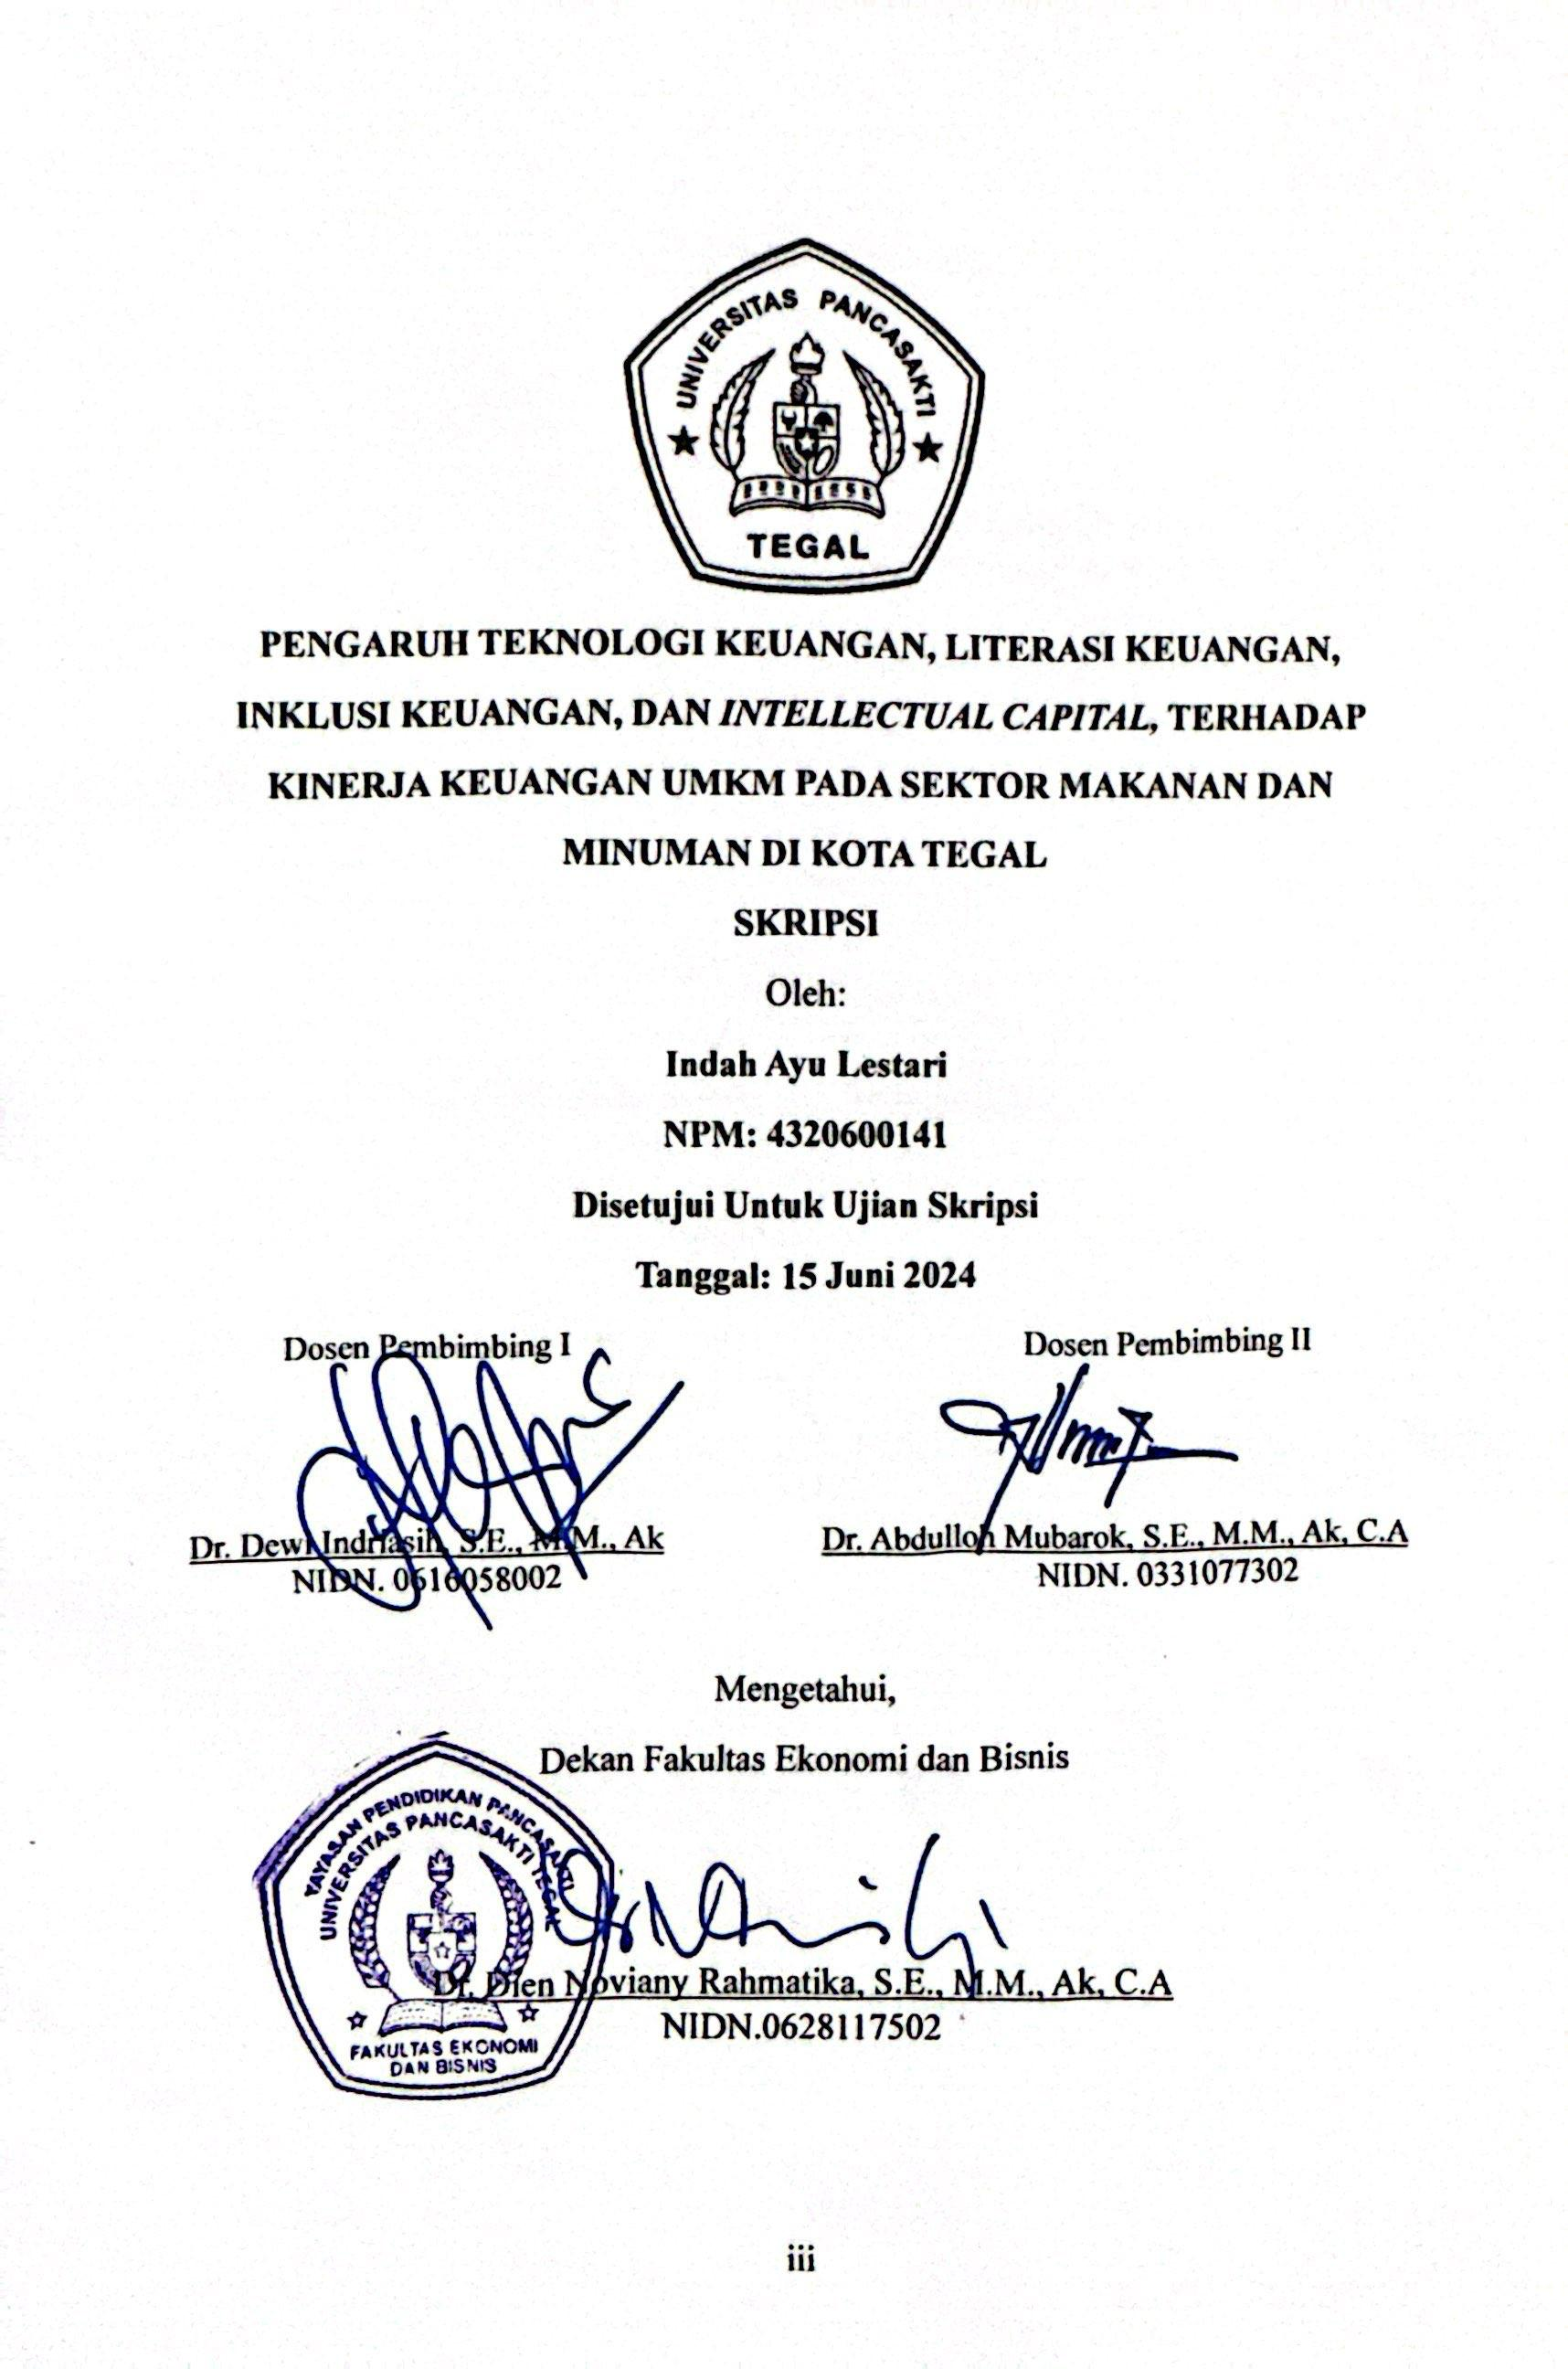 UNIVERSITAS PANCASAKTI
TEGAL
PENGARUH TEKNOLOGI KEUANGAN, LITERASI KEUANGAN,
INKLUSI KEUANGAN, DAN INTELLECTUAL CAPITAL, TERHADAP
KINERJA KEUANGAN UMKM PADA SEKTOR MAKANAN DAN
MINUMAN DI KOTA TEGAL
SKRIPSI
Oleh:
Indah Ayu Lestari
NPM: 4320600141
Disetujui Untuk Ujian Skripsi
Tanggal: 15 Juni 2024
Dosen Pembimbing I
Dosen Pembimbing II
Dr. Dewi Indriasih, S.E., M.M., Ak
NIDN. 0616058002
Dr. Abdulloh Mubarok, S.E., M.M., Ak, C.A
NIDN. 0331077302
Mengetahui,
Dekan Fakultas Ekonomi dan Bisnis
YAYASAN PENDIDIKAN PANCASAKTI
UNIVERSITAS PANCASAKTI TEGAL
FAKULTAS EKONOMI
DAN BISNIS
Dr. Dien Noviany Rahmatika, S.E., M.M., Ak, C.A
NIDN.0628117502
iii